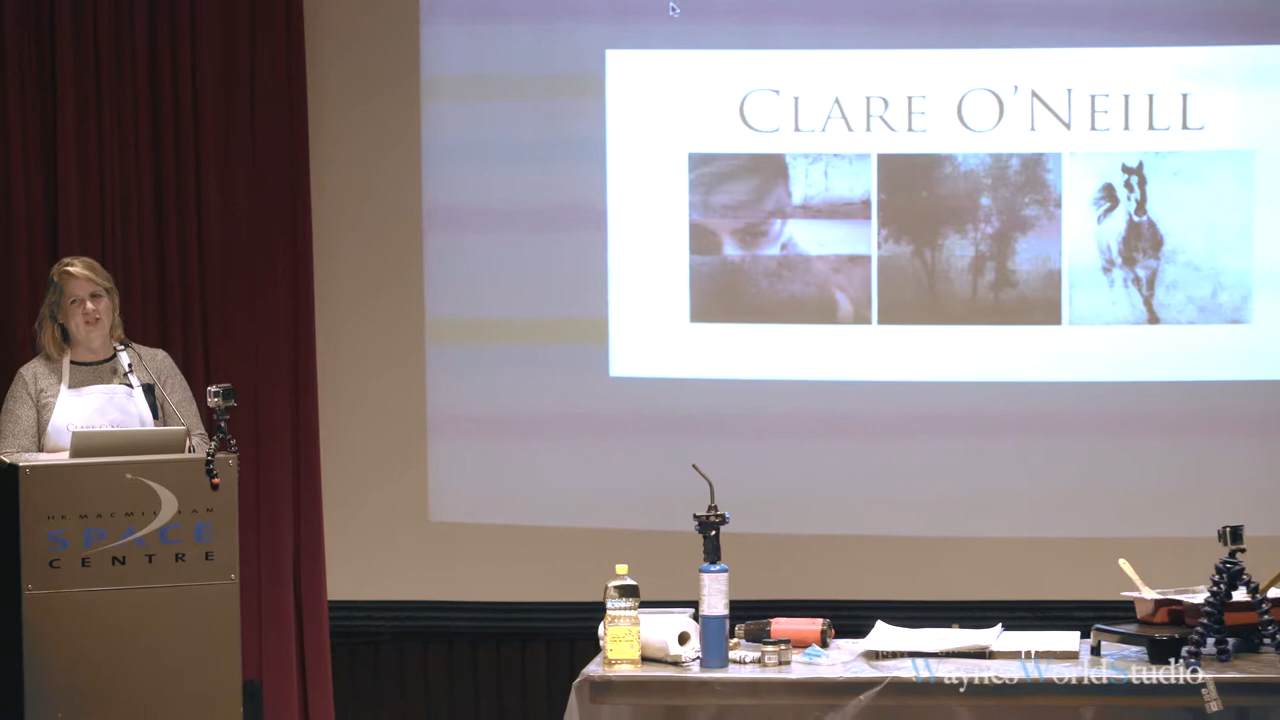 CLARE O'NEILL
H.R. MACMILLAN
SPACE
CENTRE
WaynesWorldStudio